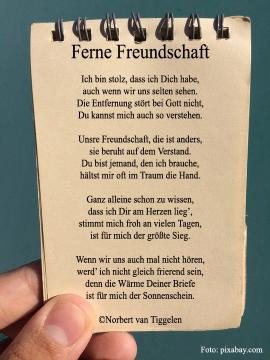 Ferne Freundschaft
Ich bin stolz, dass ich Dich habe,
auch wenn wir uns selten sehen.
Die Entfernung stört bei Gott nicht,
Du kannst mich auch so verstehen.
Unsre Freundschaft, die ist anders,
sie beruht auf dem Verstand.
Du bist jemand, den ich brauche,
hältst mir oft im Traum die Hand.
Ganz alleine schon zu wissen,
dass ich Dir am Herzen lieg’,
stimmt mich froh an vielen Tagen,
ist für mich der größte Sieg.
Wenn wir uns auch mal nicht hören,
werd’ ich nicht gleich frierend sein,
denn die Wärme Deiner Briefe
ist für mich der Sonnenschein.
©Norbert van Tiggelen
Foto: pixabay.com